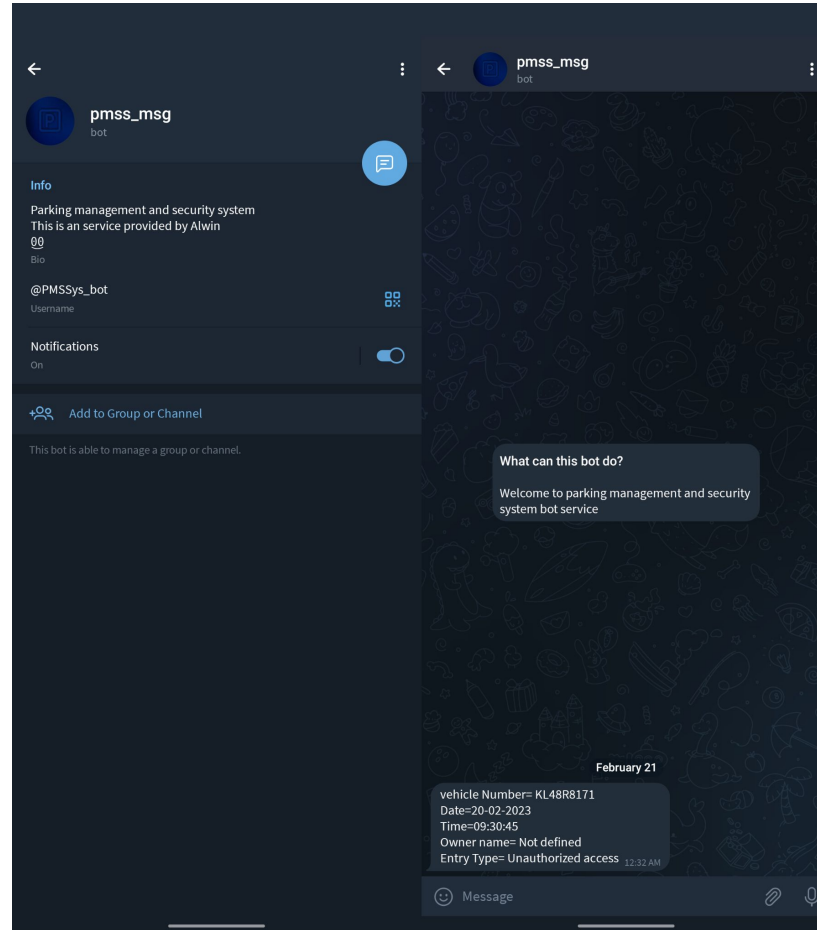 pmss_msg
bot
Info
Parking management and security system
This is an service provided by Alwin
Bio
@PMSSys_bot
Username
Notifications
On
Add to Group or Channel
This bot is able to manage a group or channel.
pmss_msg
bot
What can this bot do?
Welcome to parking management and security
system bot service
February 21
vehicle Number= KL48R8171
Date=20-02-2023
Time=09:30:45
Owner name= Not defined
Entry Type= Unauthorized access 12:32 AM
Message